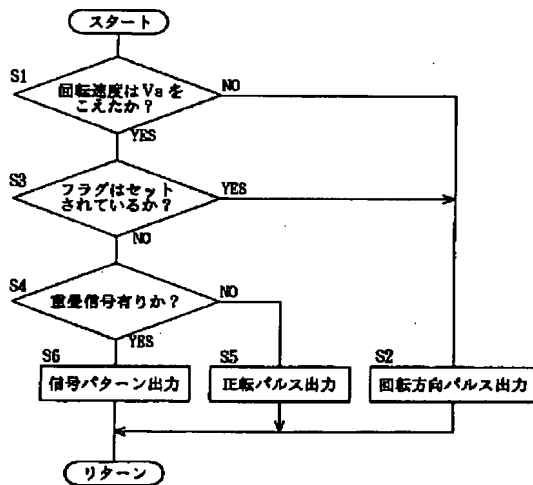 スタート
S1
回転速度はVaを
こえたか?
NO
YES
S3
フラグはセット
されているか?
YES
NO
S4
重畳信号有りか?
NO
YES
S6
信号パターン出力
S5
正転パルス出力
S2
回転方向パルス出力
リターン